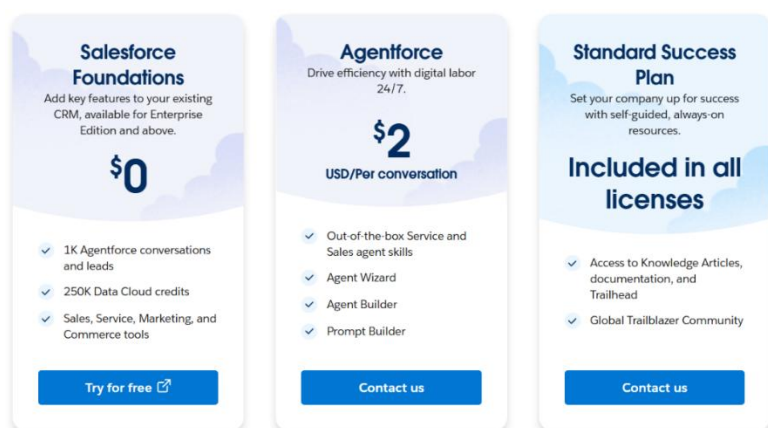 Salesforce
Foundations
Add key features to your existing
CRM, available for Enterprise
Edition and above.
$0
1K Agentforce conversations
and leads
250K Data Cloud credits
Sales, Service, Marketing, and
Commerce tools
Try for free
Agentforce
Drive efficiency with digital labor
24/7.
$2
USD/Per conversation
Out-of-the-box Service and
Sales agent skills
Agent Wizard
Agent Builder
Prompt Builder
Contact us
Standard Success
Plan
Set your company up for success
with self-guided, always-on
resources.
Included in all
licenses
Access to Knowledge Articles,
documentation, and
Trailhead
Global Trailblazer Community
Contact us